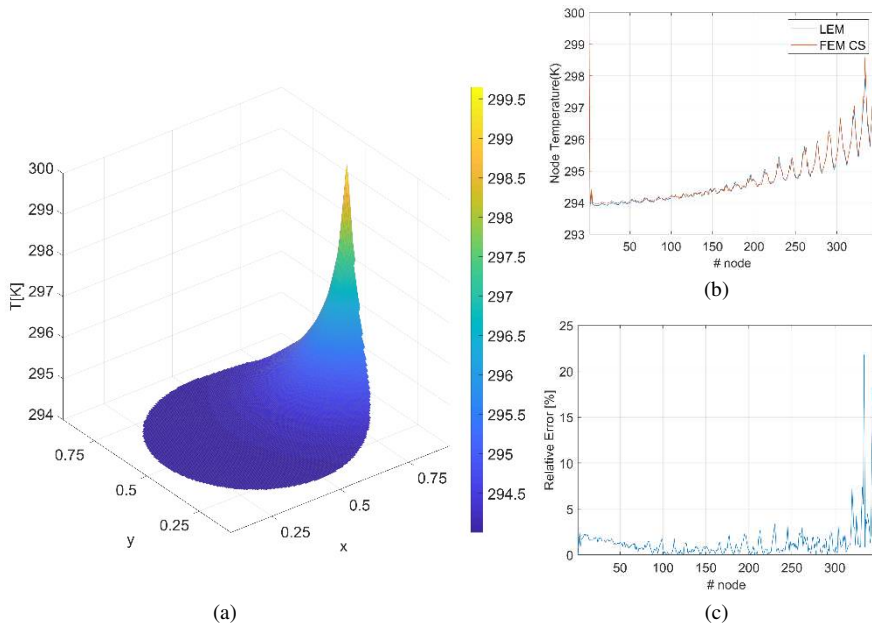 300
299
298
297
296
295
294
T[K]
0.75
0.5
0.25
y
0.25
0.5
0.75
x
299.5
299
298.5
298
297.5
297
296.5
296
295.5
295
294.5
(a)
300
299
298
297
296
295
294
293
Node Temperature(K)
LEM
FEM CS
50 100 150 200 250 300
# node
(b)
25
20
15
10
5
0
Relative Error [%]
50 100 150 200 250 300
# node
(c)